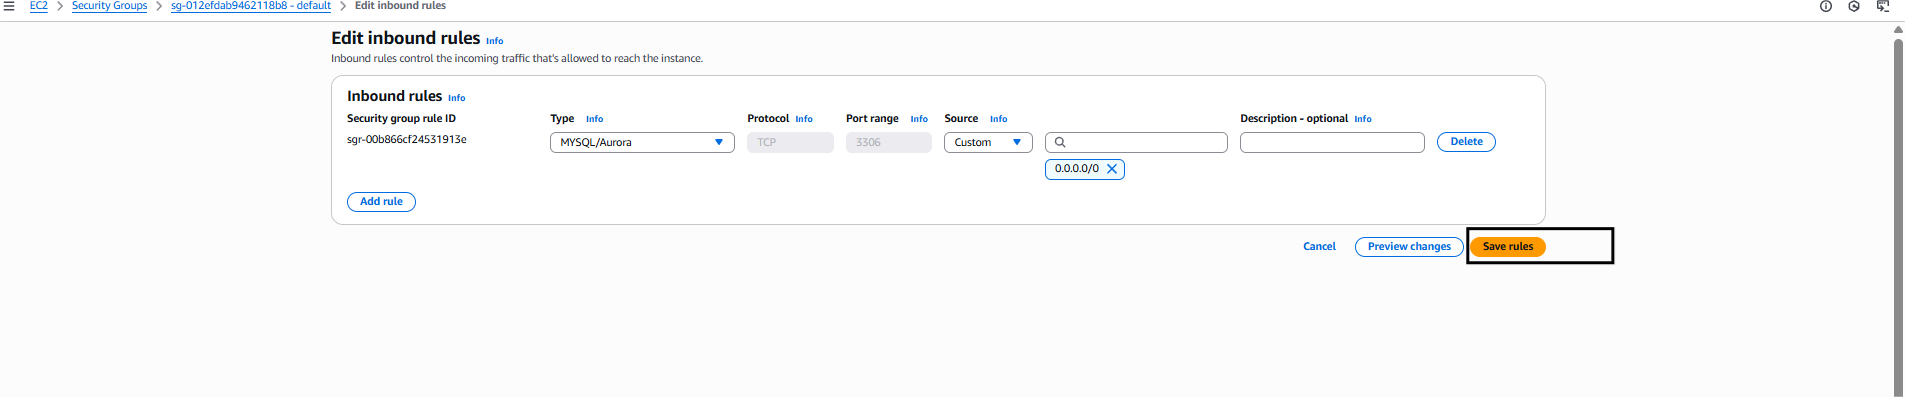 EC2 > Security Groups > sg-012efdab9462118b8 - default > Edit inbound rules
Edit inbound rules Info
Inbound rules control the incoming traffic that's allowed to reach the instance.
Inbound rules Info
Security group rule ID Type Info Protocol Info Port range Info Source Info Description - optional Info
sgr-00b866cf24531913e MYSQL/Aurora TCP 3306 Custom Delete
0.0.0.0/0
Add rule
Cancel Preview changes Save rules